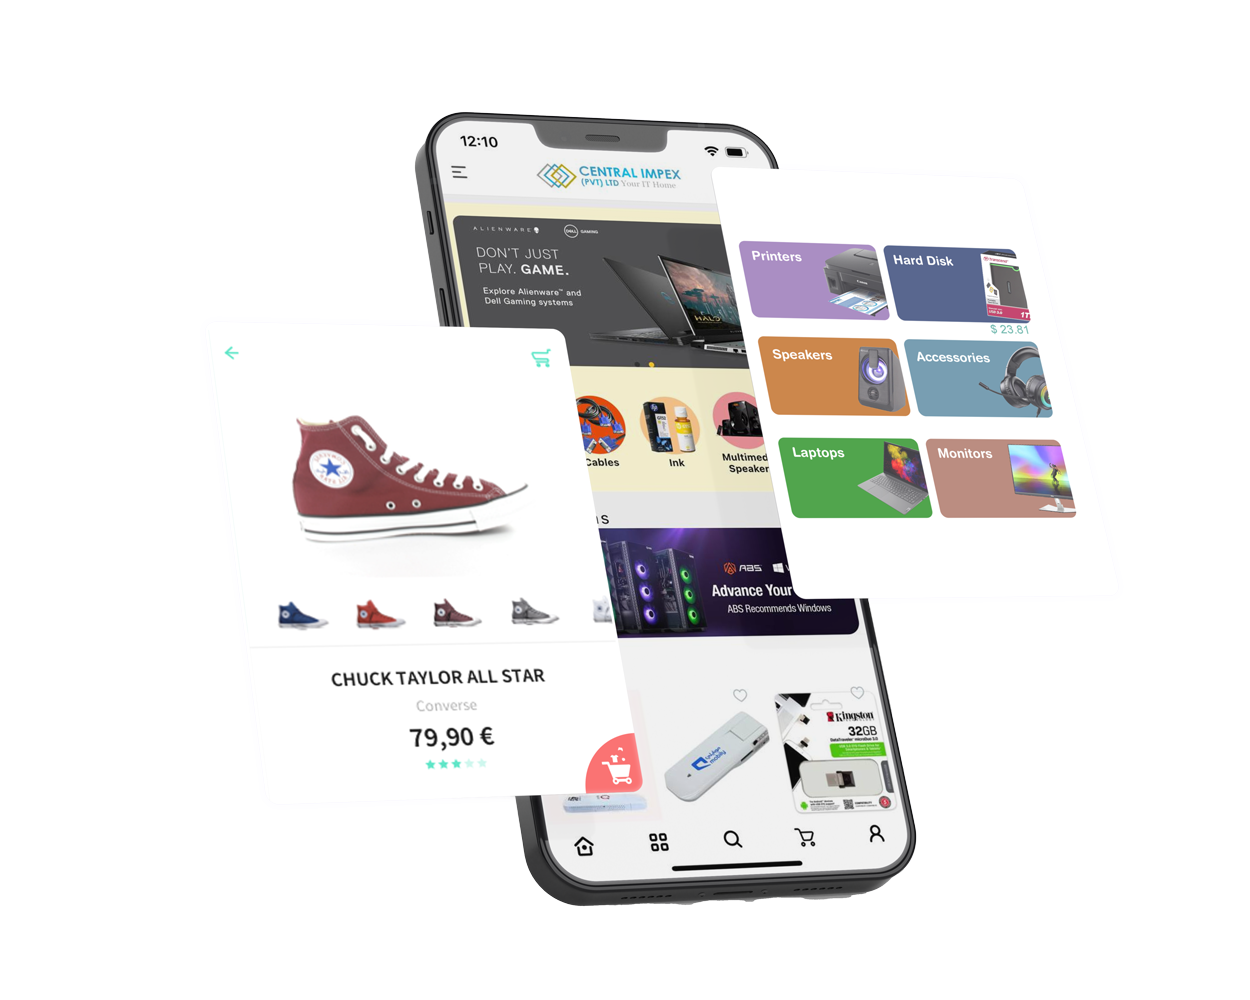 12:10
CENTRAL IMPEX
(PVT) LTD Your IT Home
ALIENWARE
DELL GAMING
DON'T JUST
PLAY. GAME.
Explore Alienware™ and
Dell Gaming systems
HALO
Cables
Ink
Multimed
Speaker
ABS
Advance Your
ABS Recommends Windows
Kingston
32GB
mobily
Printers
Hard Disk
$ 23.81
Speakers
Accessories
Laptops
Monitors
CHUCK TAYLOR ALL STAR
Converse
79,90 €